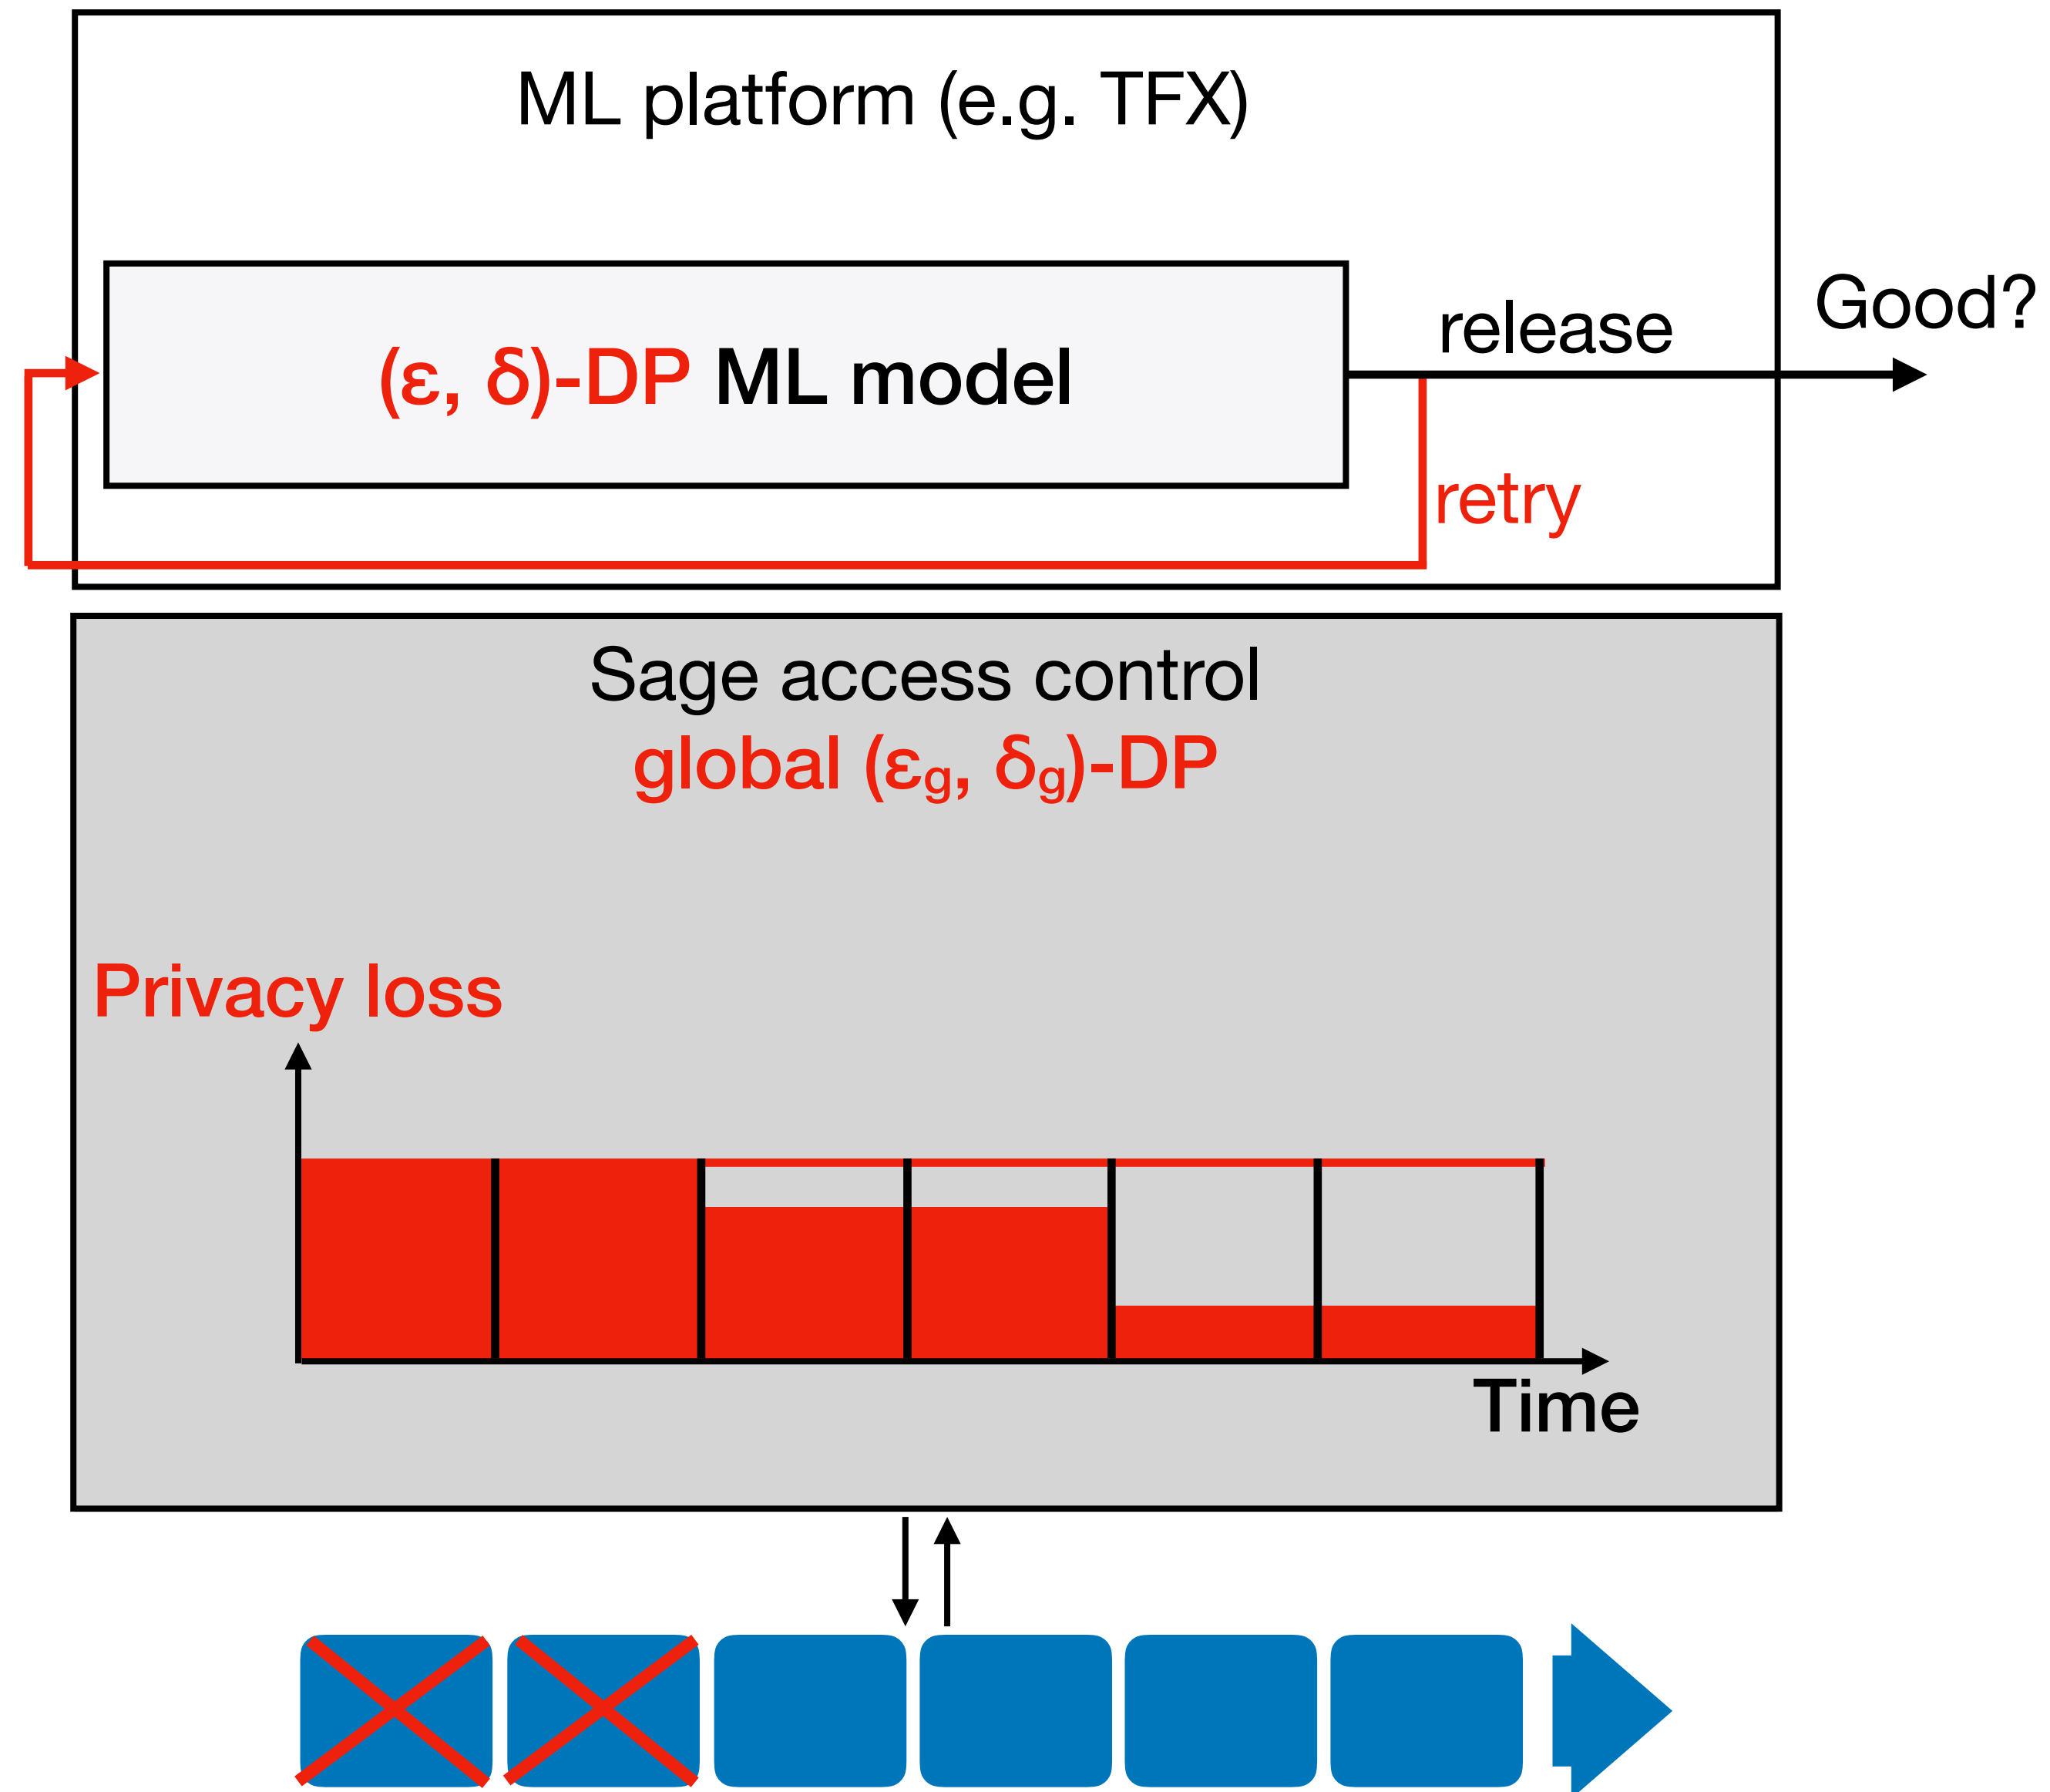 ML platform (e.g. TFX)
(ε, δ)-DP ML model
release
Good?
retry
Sage access control
global (εg, δg)-DP
Privacy loss
Time